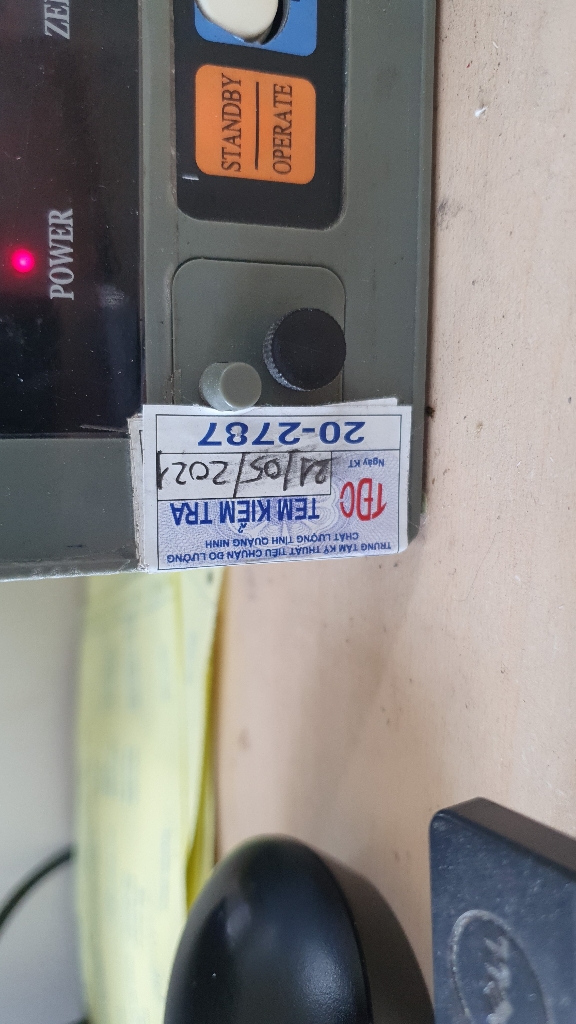 ZE
STANDBY
OPERATE
POWER
TRUNG TÂM KỸ THUẬT TIÊU CHUẨN ĐO LƯỜNG
CHẤT LƯỢNG TỈNH QUẢNG NINH
TĐC
TEM KIỂM TRA
Ngày KT
21/05/2021
20-2787